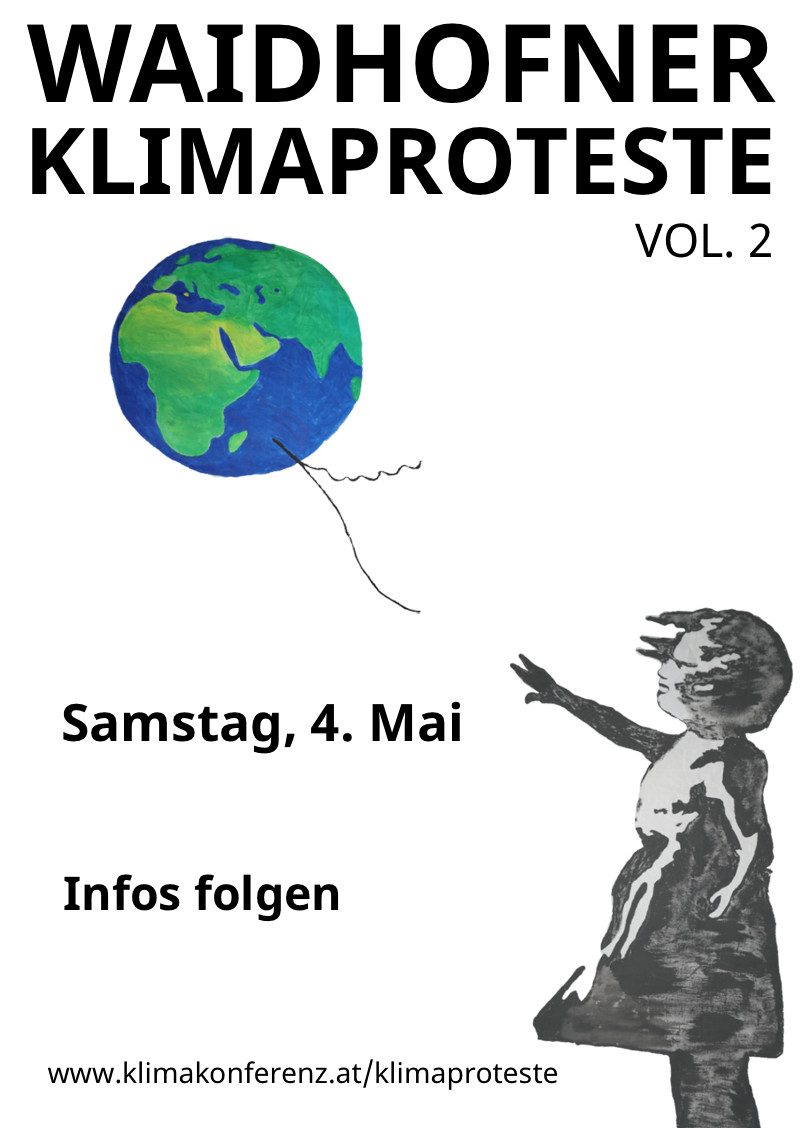 WAIDHOFNER
KLIMAPROTESTE
VOL. 2
Samstag, 4. Mai
Infos folgen
www.klimakonferenz.at/klimaproteste